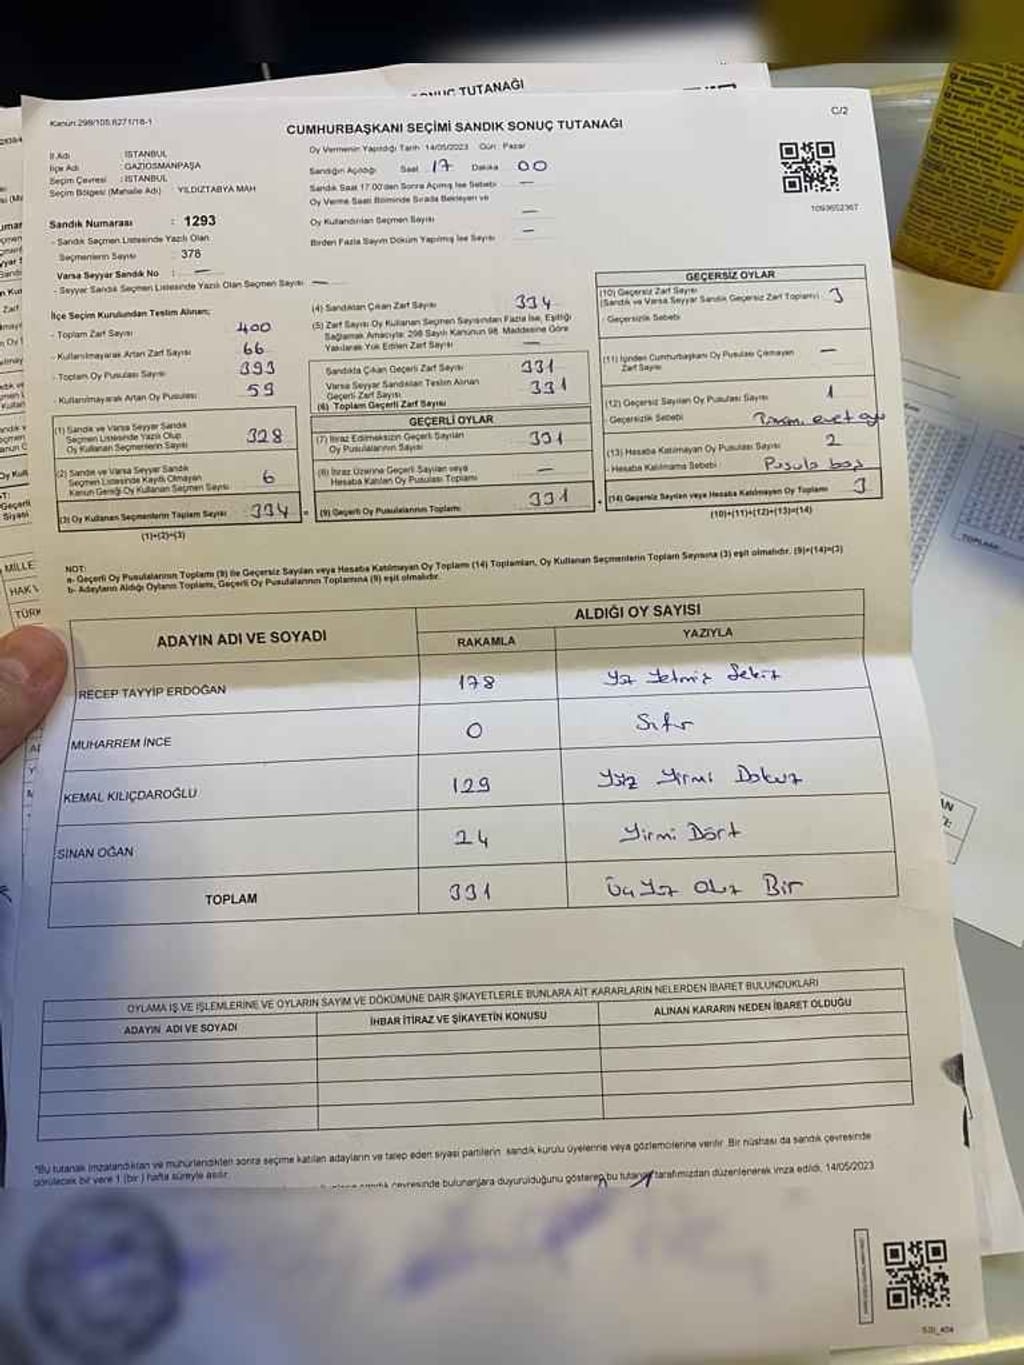 SONUÇ TUTANAĞI
Kanun:298/105.6271/18-1
C/2
CUMHURBAŞKANI SEÇİMİ SANDIK SONUÇ TUTANAĞI
İl Adı : İSTANBUL
İlçe Adı : GAZİOSMANPAŞA
Seçim Çevresi : İSTANBUL
Seçim Bölgesi (Mahalle Adı) : YILDIZTABYA MAH
Oy Vermenin Yapıldığı Tarih 14/05/2023 Gün : Pazar
Sandığın Açıldığı Saat 17 Dakika 00
Sandık Saat 17.00'den Sonra Açılmış İse Sebebi —
Oy Verme Saati Bitiminde Sırada Bekleyen ve
Oy Kullandırılan Seçmen Sayısı —
Birden Fazla Sayım Döküm Yapılmış İse Sayısı —
1093652367
Sandık Numarası : 1293
- Sandık Seçmen Listesinde Yazılı Olan
Seçmenlerin Sayısı 378
Varsa Seyyar Sandık No : —
- Seyyar Sandık Seçmen Listesinde Yazılı Olan Seçmen Sayısı —
İlçe Seçim Kurulundan Teslim Alınan;
- Toplam Zarf Sayısı 400
- Kullanılmayarak Artan Zarf Sayısı 66
- Toplam Oy Pusulası Sayısı 393
- Kullanılmayarak Artan Oy Pusulası 59
(1) Sandık ve Varsa Seyyar Sandık
Seçmen Listesinde Yazılı Olup
Oy Kullanan Seçmenlerin Sayısı 328
(2) Sandık ve Varsa Seyyar Sandık
Seçmen Listesinde Kayıtlı Olmayan
Kanun Gereği Oy Kullanan Seçmen Sayısı 6
(3) Oy Kullanan Seçmenlerin Toplam Sayısı 334
(1)+(2)=(3)
(4) Sandıktan Çıkan Zarf Sayısı 334
(5) Zarf Sayısı Oy Kullanan Seçmen Sayısından Fazla İse, Eşitliği
Sağlamak Amacıyla; 298 Sayılı Kanunun 98. Maddesine Göre
Yakılarak Yok Edilen Zarf Sayısı —
Sandıkta Çıkan Geçerli Zarf Sayısı 331
Varsa Seyyar Sandıktan Teslim Alınan
Geçerli Zarf Sayısı 331
(6) Toplam Geçerli Zarf Sayısı
GEÇERLİ OYLAR
(7) İtiraz Edilmeksizin Geçerli Sayılan
Oy Pusulalarının Sayısı 331
(8) İtiraz Üzerine Geçerli Sayılan veya
Hesaba Katılan Oy Pusulası Toplamı —
(9) Geçerli Oy Pusulalarının Toplamı 331
GEÇERSİZ OYLAR
(10) Geçersiz Zarf Sayısı
(Sandık ve Varsa Seyyar Sandık Geçersiz Zarf Toplamı) 3
- Geçersizlik Sebebi
(11) İçinden Cumhurbaşkanı Oy Pusulası Çıkmayan
Zarf Sayısı —
(12) Geçersiz Sayılan Oy Pusulası Sayısı 1
- Geçersizlik Sebebi evet
(13) Hesaba Katılmayan Oy Pusulası Sayısı 2
- Hesaba Katılmama Sebebi Pusula boş
(14) Geçersiz Sayılan veya Hesaba Katılmayan Oy Toplamı 3
(10)+(11)+(12)+(13)=(14)
NOT:
a- Geçerli Oy Pusulalarının Toplamı (9) ile Geçersiz Sayılan veya Hesaba Katılmayan Oy Toplamı (14) Toplamları, Oy Kullanan Seçmenlerin Toplam Sayısına (3) eşit olmalıdır. (9)+(14)=(3)
b- Adayların Aldığı Oyların Toplamı, Geçerli Oy Pusulalarının Toplamına (9) eşit olmalıdır.
ADAYIN ADI VE SOYADI
ALDIĞI OY SAYISI
RAKAMLA YAZIYLA
RECEP TAYYİP ERDOĞAN 178 Yüz Yetmiş Sekiz
MUHARREM İNCE 0 Sıfır
KEMAL KILIÇDAROĞLU 129 Yüz Yirmi Dokuz
SİNAN OĞAN 24 Yirmi Dört
TOPLAM 331 Üç Yüz Otuz Bir
OYLAMA İŞ VE İŞLEMLERİNE VE OYLARIN SAYIM VE DÖKÜMÜNE DAİR ŞİKAYETLERLE BUNLARA AİT KARARLARIN NELERDEN İBARET BULUNDUKLARI
ADAYIN ADI VE SOYADI İHBAR İTİRAZ VE ŞİKAYETİN KONUSU ALINAN KARARIN NEDEN İBARET OLDUĞU
*Bu tutanak imzalandıktan ve mühürlendikten sonra seçime katılan adayların ve talep eden siyasi partilerin sandık kurulu üyelerine veya gözlemcilerine verilir. Bir nüshası da sandık çevresinde
görülecek bir yere 1 (bir) hafta süreyle asılır.
sandık çevresinde bulunanlara duyurulduğunu gösteren bu tutanak tarafımızdan düzenlenerek imza edildi. 14/05/2023
MİLLE
HAK
TÜRK
TOPLAM